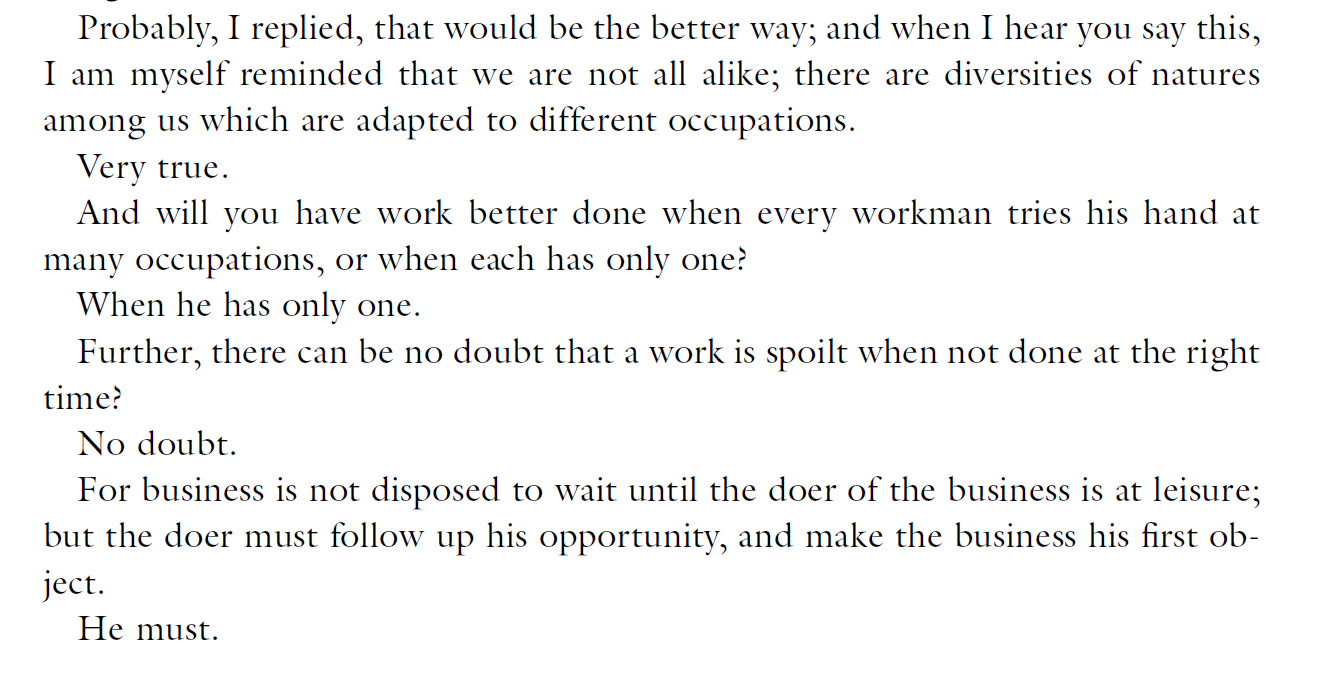 Probably, I replied, that would be the better way; and when I hear you say this,
I am myself reminded that we are not all alike; there are diversities of natures
among us which are adapted to different occupations.
Very true.
And will you have work better done when every workman tries his hand at
many occupations, or when each has only one?
When he has only one.
Further, there can be no doubt that a work is spoilt when not done at the right
time?
No doubt.
For business is not disposed to wait until the doer of the business is at leisure;
but the doer must follow up his opportunity, and make the business his first ob-
ject.
He must.